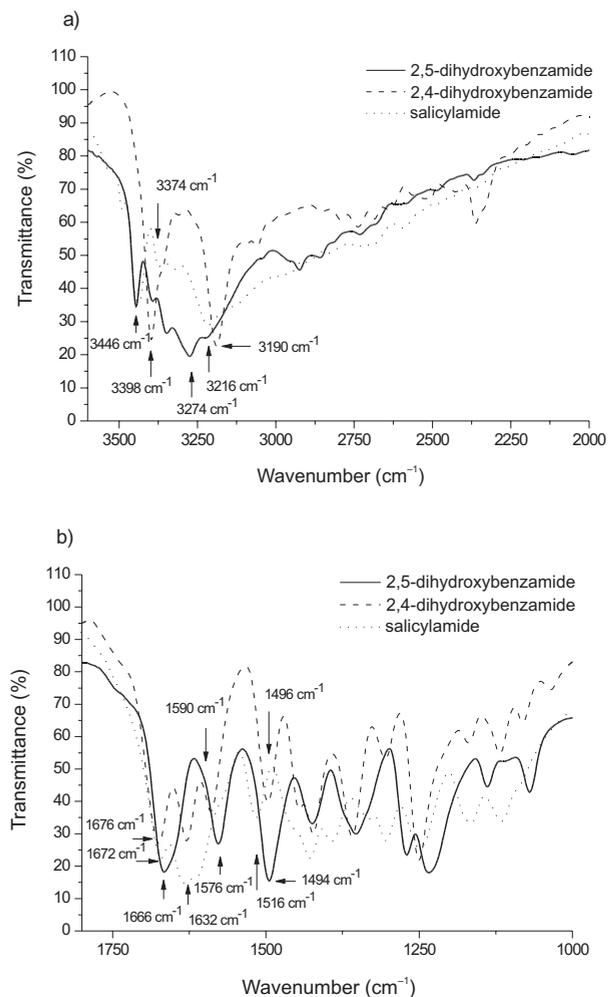 a)
2,5-dihydroxybenzamide
2,4-dihydroxybenzamide
salicylamide
110
100
90
80
70
60
50
40
30
20
10
0
Transmittance (%)
3374 cm⁻¹
3446 cm⁻¹
3398 cm⁻¹
3274 cm⁻¹
3216 cm⁻¹
3190 cm⁻¹
3500 3250 3000 2750 2500 2250 2000
Wavenumber (cm⁻¹)
b)
2,5-dihydroxybenzamide
2,4-dihydroxybenzamide
salicylamide
110
100
90
80
70
60
50
40
30
20
10
0
Transmittance (%)
1590 cm⁻¹
1496 cm⁻¹
1676 cm⁻¹
1672 cm⁻¹
1666 cm⁻¹
1632 cm⁻¹
1576 cm⁻¹
1516 cm⁻¹
1494 cm⁻¹
1750 1500 1250 1000
Wavenumber (cm⁻¹)